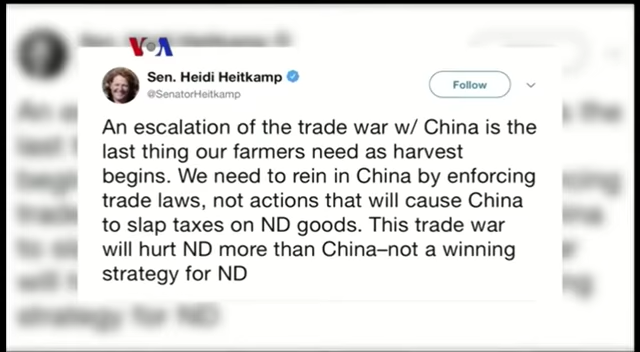 VOA
Sen. Heidi Heitkamp
@SenatorHeitkamp
Follow
An escalation of the trade war w/ China is the
last thing our farmers need as harvest
begins. We need to rein in China by enforcing
trade laws, not actions that will cause China
to slap taxes on ND goods. This trade war
will hurt ND more than China–not a winning
strategy for ND